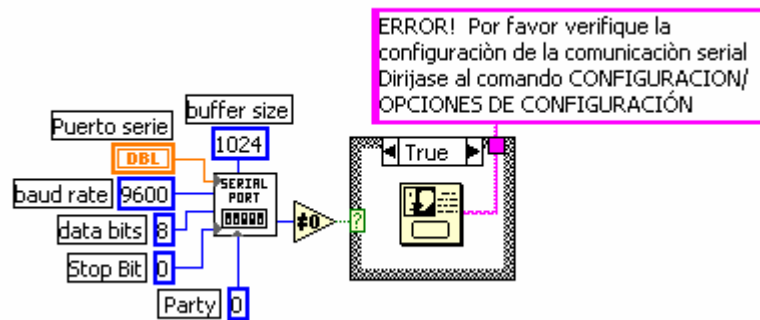 ERROR! Por favor verifique la
configuraciòn de la comunicaciòn serial
Dirijase al comando CONFIGURACION/
OPCIONES DE CONFIGURACIÓN
buffer size
1024
Puerto serie
DBL
baud rate 9600
data bits 8
Stop Bit 0
Party 0
SERIAL
PORT
≠0
True
?